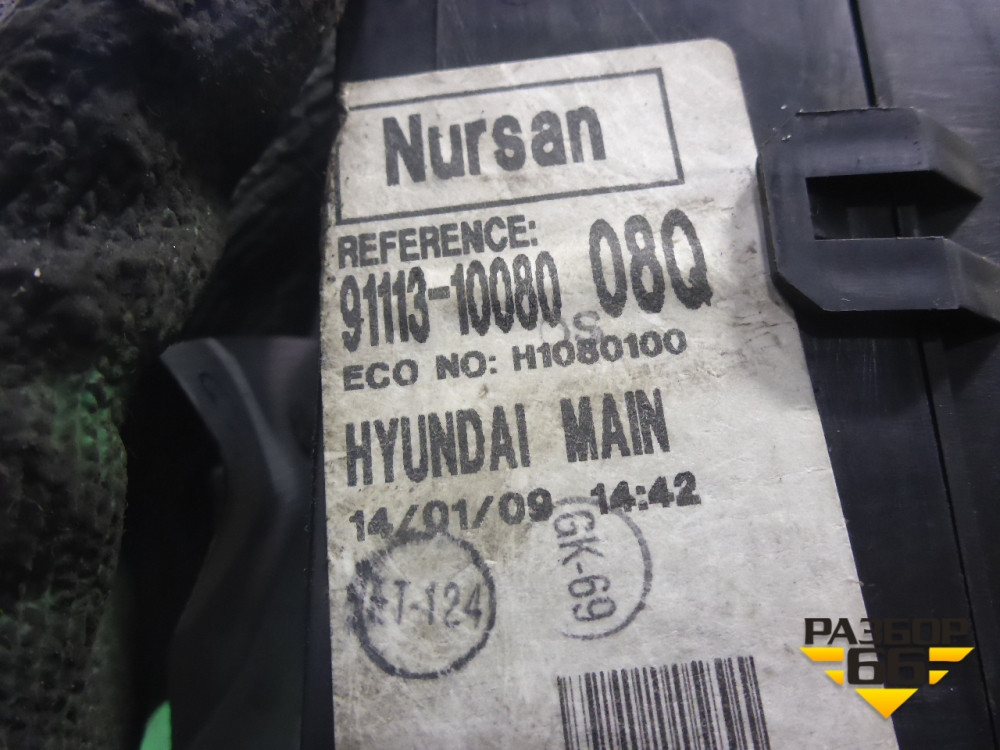 Nursan
REFERENCE:
91113-10080 08Q
ECO NO: H1080100
HYUNDAI MAIN
14/01/09 14:42
GK-69
РАЗБОР
66